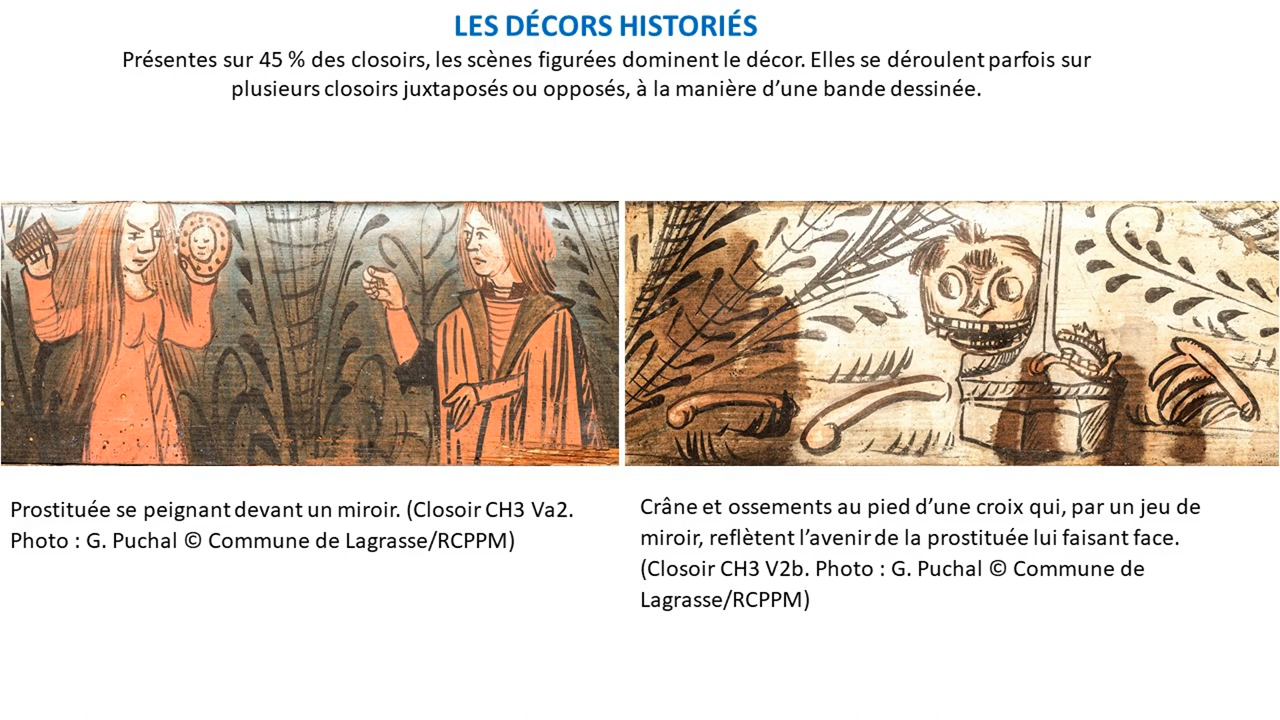 LES DÉCORS HISTORIÉS
Présentes sur 45 % des closoirs, les scènes figurées dominent le décor. Elles se déroulent parfois sur
plusieurs closoirs juxtaposés ou opposés, à la manière d’une bande dessinée.
Prostituée se peignant devant un miroir. (Closoir CH3 Va2.
Photo : G. Puchal © Commune de Lagrasse/RCPPM)
Crâne et ossements au pied d’une croix qui, par un jeu de
miroir, reflètent l’avenir de la prostituée lui faisant face.
(Closoir CH3 V2b. Photo : G. Puchal © Commune de
Lagrasse/RCPPM)